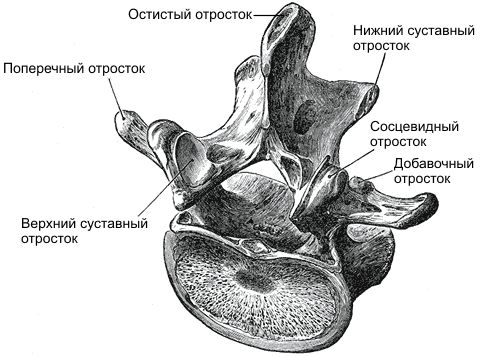 Остистый отросток
Нижний суставный
отросток
Поперечный отросток
Сосцевидный
отросток
Добавочный
отросток
Верхний суставный
отросток